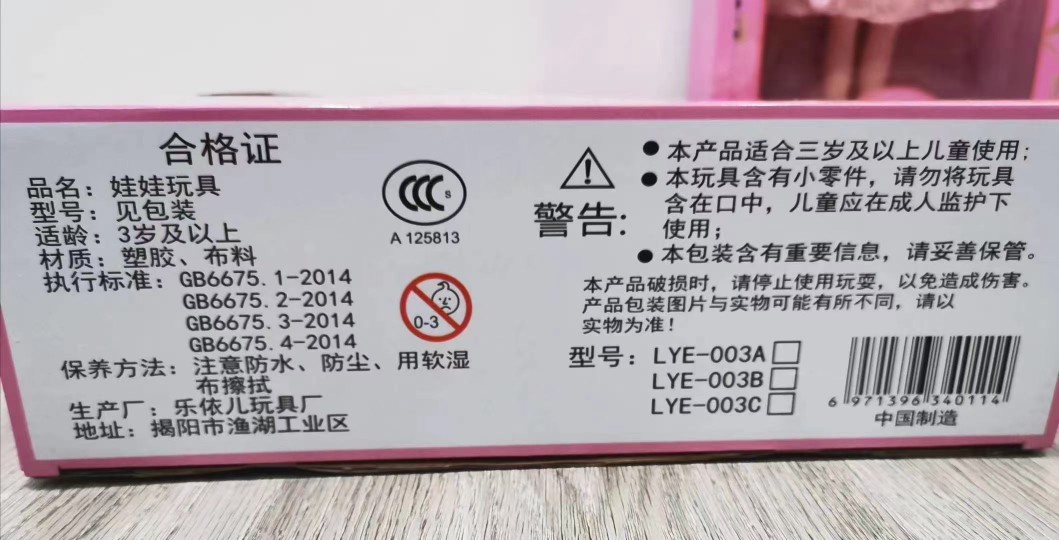 合格证
品名：娃娃玩具
型号：见包装
适龄：3岁及以上
材质：塑胶、布料
执行标准：GB6675.1-2014
GB6675.2-2014
GB6675.3-2014
GB6675.4-2014
保养方法：注意防水、防尘、用软湿
布擦拭
生产厂：乐依儿玩具厂
地址：揭阳市渔湖工业区
CCC S
A 125813
0-3
警告:
●本产品适合三岁及以上儿童使用；
●本玩具含有小零件，请勿将玩具
含在口中，儿童应在成人监护下
使用；
●本包装含有重要信息，请妥善保管。
本产品破损时，请停止使用玩耍，以免造成伤害。
产品包装图片与实物可能有所不同，请以
实物为准！
型号：LYE-003A□
LYE-003B□
LYE-003C□
6 971396 340114
中国制造